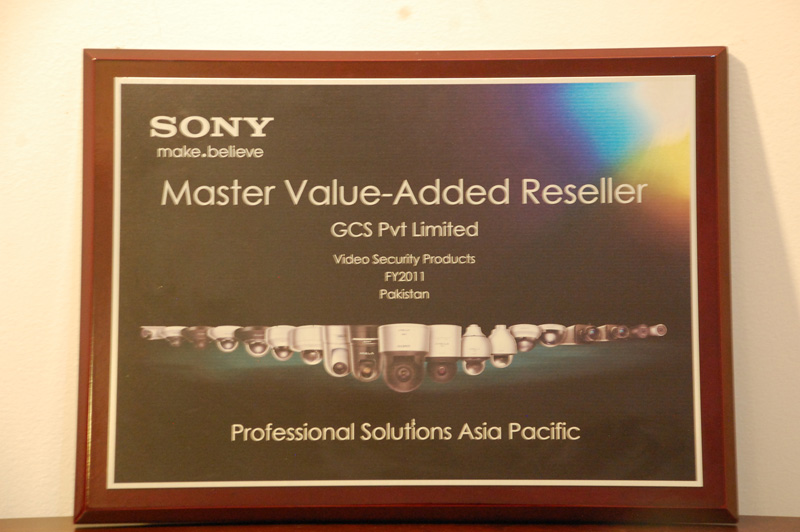 SONY
make.believe
Master Value-Added Reseller
GCS Pvt Limited
Video Security Products
FY2011
Pakistan
Professional Solutions Asia Pacific